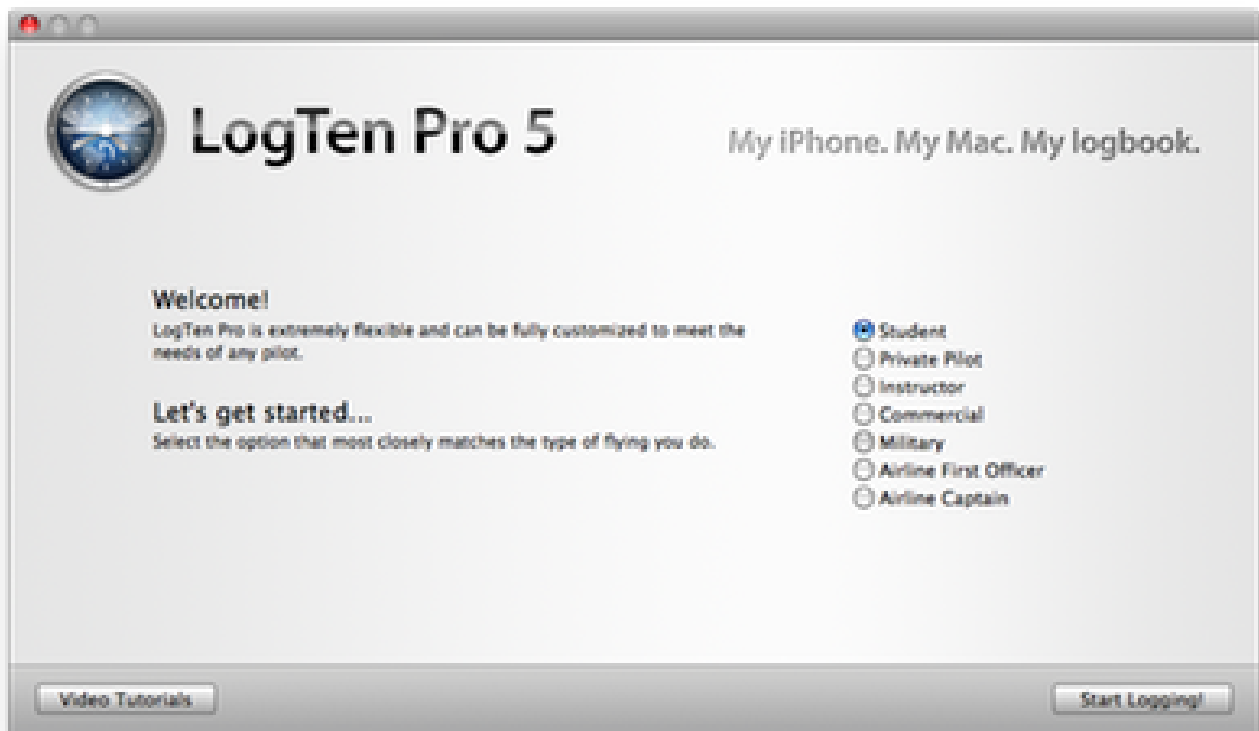 LogTen Pro 5
My iPhone. My Mac. My logbook.
Welcome!
LogTen Pro is extremely flexible and can be fully customized to meet the
needs of any pilot.
Let's get started...
Select the option that most closely matches the type of flying you do.
Student
Private Pilot
Instructor
Commercial
Military
Airline First Officer
Airline Captain
Video Tutorials
Start Logging!